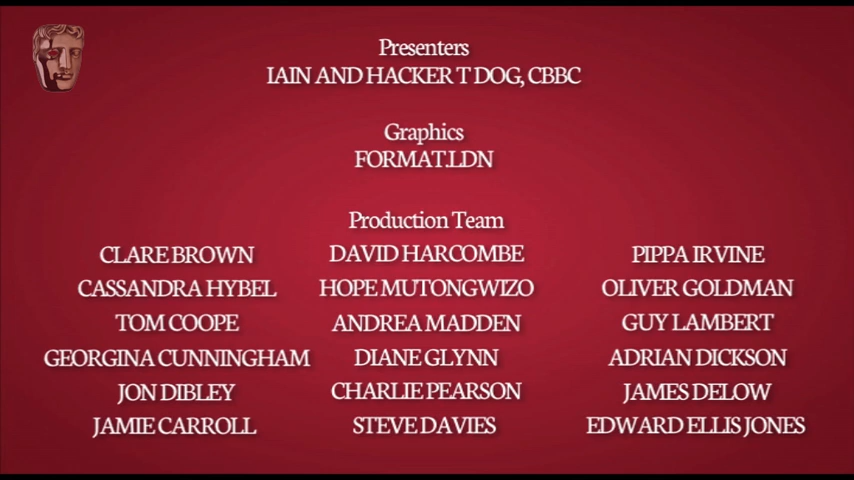 Presenters
IAIN AND HACKER T DOG, CBBC
Graphics
FORMAT.LDN
Production Team
CLARE BROWN DAVID HARCOMBE PIPPA IRVINE
CASSANDRA HYBEL HOPE MUTONGWIZO OLIVER GOLDMAN
TOM COOPE ANDREA MADDEN GUY LAMBERT
GEORGINA CUNNINGHAM DIANE GLYNN ADRIAN DICKSON
JON DIBLEY CHARLIE PEARSON JAMES DELOW
JAMIE CARROLL STEVE DAVIES EDWARD ELLIS JONES